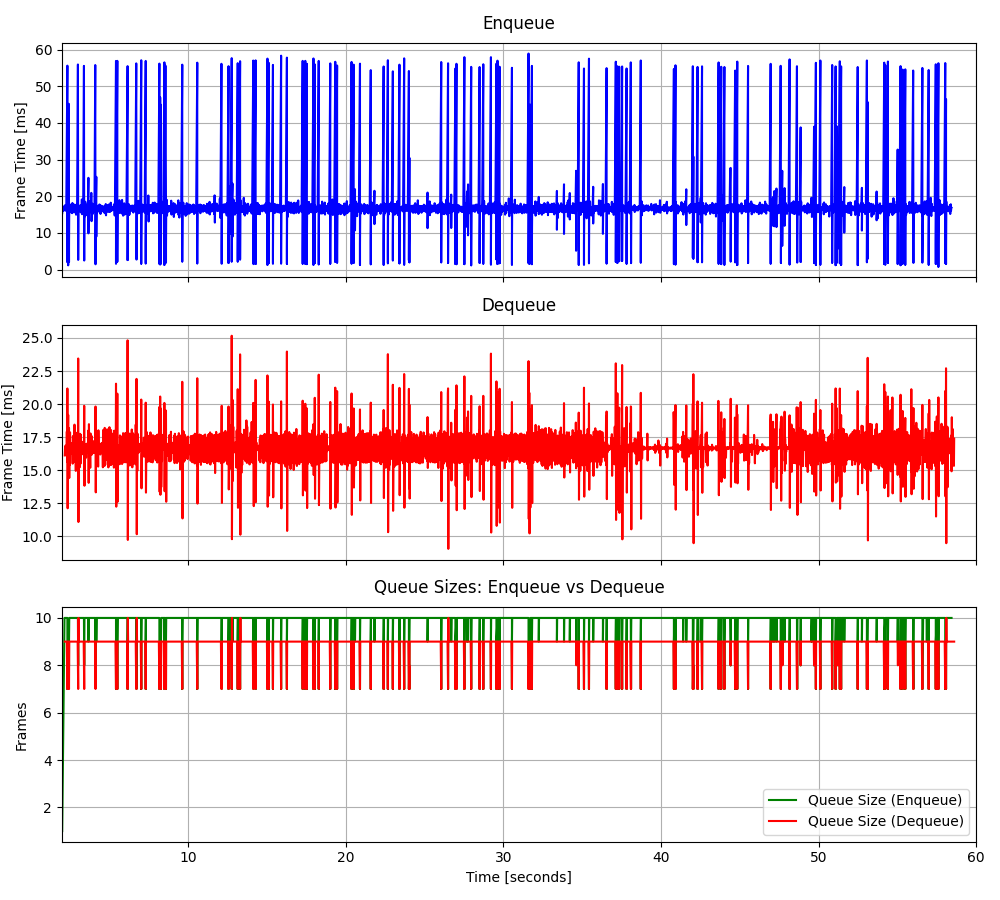 Enqueue
Frame Time [ms]
60
50
40
30
20
10
0
Dequeue
Frame Time [ms]
25.0
22.5
20.0
17.5
15.0
12.5
10.0
Queue Sizes: Enqueue vs Dequeue
Frames
10
8
6
4
2
Queue Size (Enqueue)
Queue Size (Dequeue)
10 20 30 40 50 60
Time [seconds]